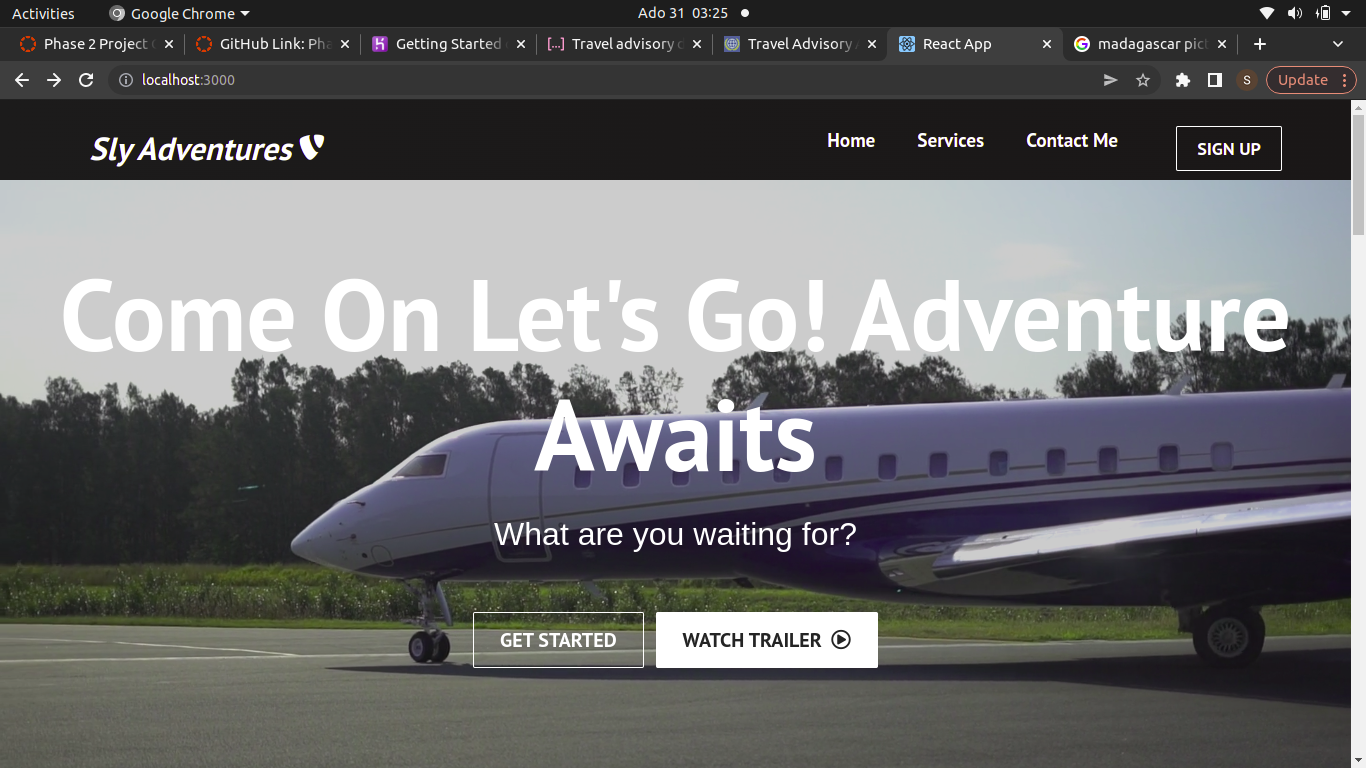 Activities Google Chrome Ado 31 03:25
Phase 2 Project GitHub Link: Pha Getting Started Travel advisory Travel Advisory React App madagascar pict
localhost:3000 S Update
Sly Adventures Home Services Contact Me SIGN UP
Come On Let's Go! Adventure
Awaits
What are you waiting for?
GET STARTED WATCH TRAILER